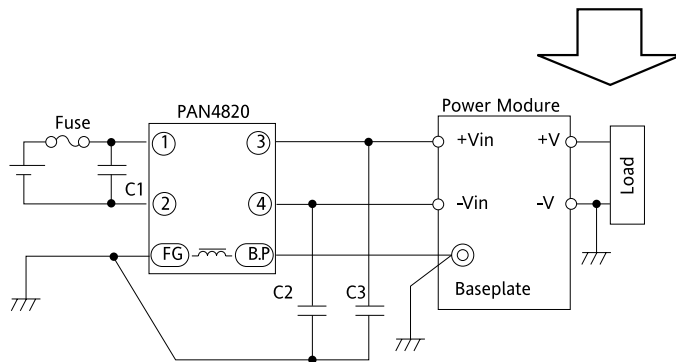 PAN4820
Power Modure
Fuse
1
3
+Vin
+V
C1
Load
2
4
-Vin
-V
FG
B.P
C2
C3
Baseplate